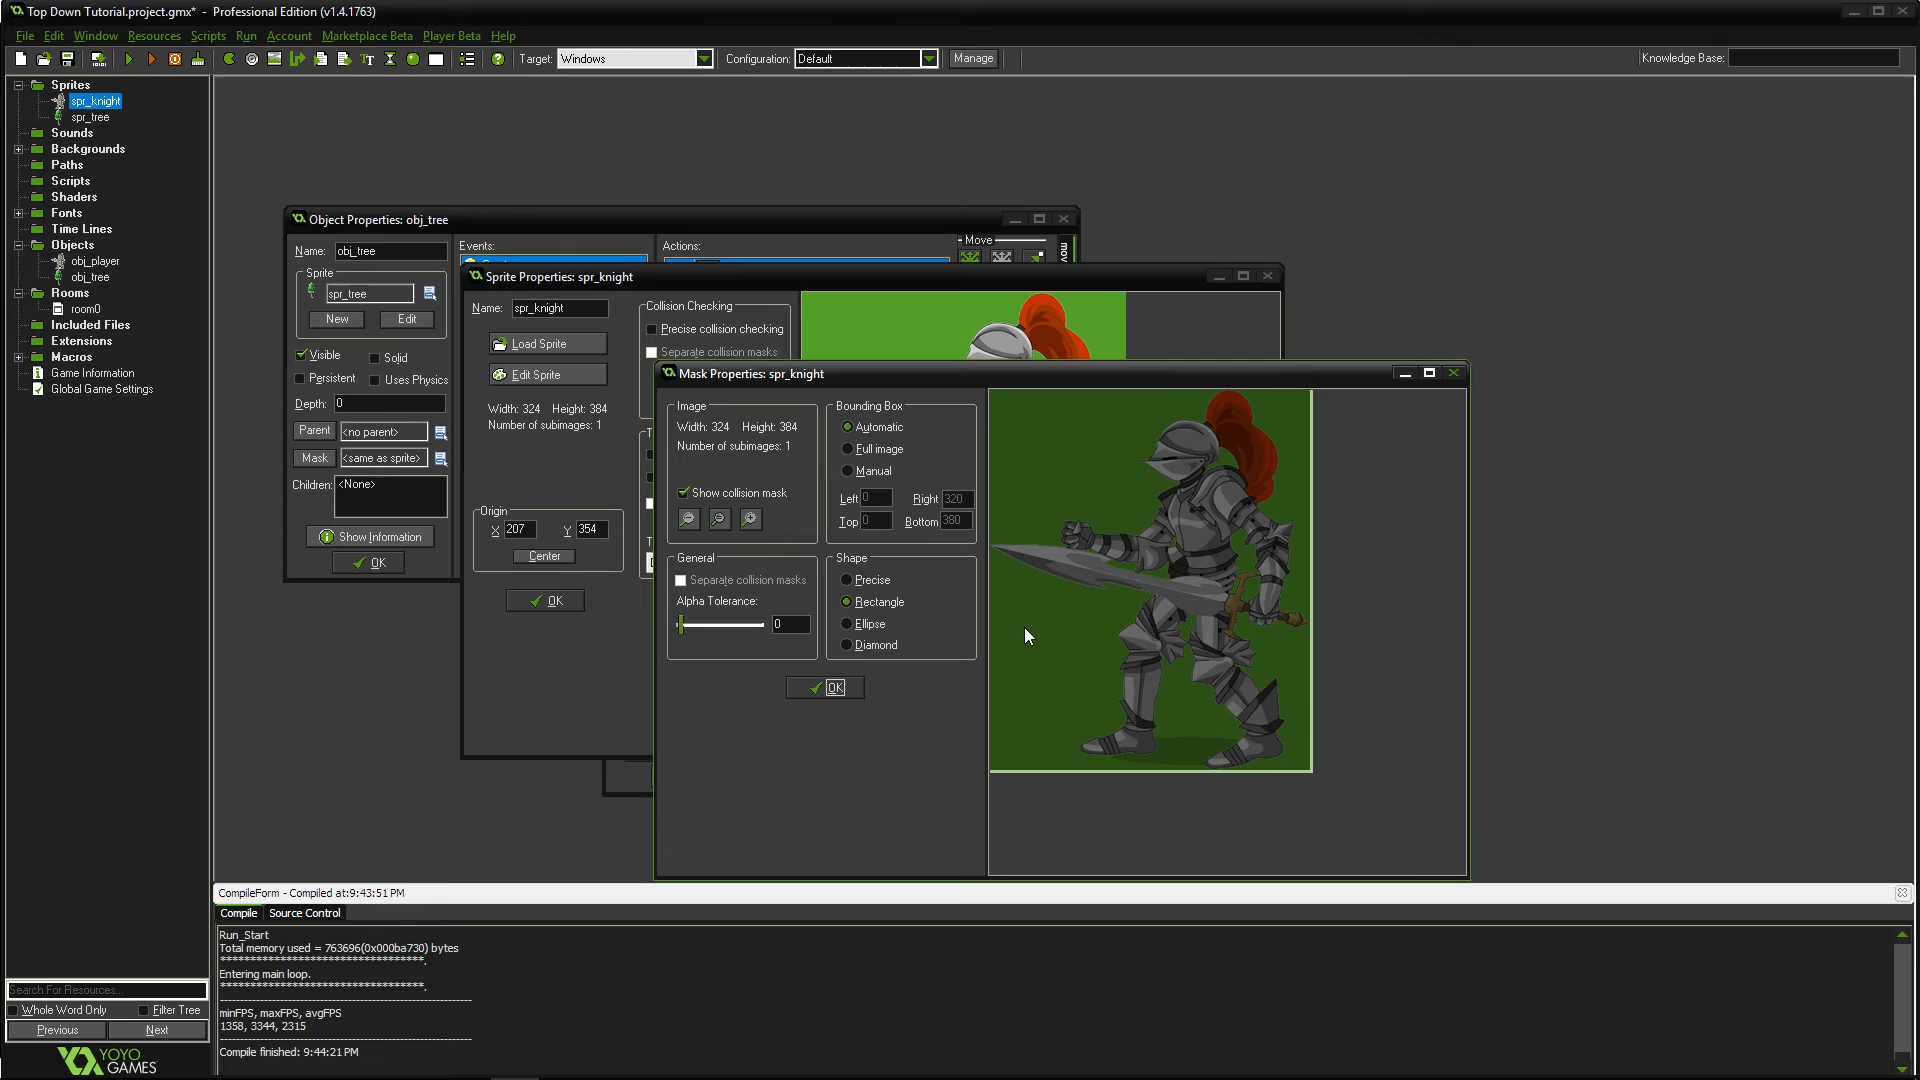 Top Down Tutorial.project.gmx* - Professional Edition (v1.4.1763)
File Edit Window Resources Scripts Run Account Marketplace Beta Player Beta Help
Target: Windows Configuration: Default Manage Knowledge Base:
Sprites
spr_knight
spr_tree
Sounds
Backgrounds
Paths
Scripts
Shaders
Fonts
Time Lines
Objects
obj_player
obj_tree
Rooms
room0
Included Files
Extensions
Macros
Game Information
Global Game Settings
Search For Resources...
Whole Word Only Filter Tree
Previous Next
YOYO
GAMES
Object Properties: obj_tree
Name: obj_tree
Sprite
spr_tree
New Edit
Visible Solid
Persistent Uses Physics
Depth: 0
Parent <no parent>
Mask <same as sprite>
Children: <None>
Show Information
OK
Events:
Actions:
Move
Sprite Properties: spr_knight
Name: spr_knight
Load Sprite
Edit Sprite
Width: 324 Height: 384
Number of subimages: 1
Origin
X 207 Y 354
Center
OK
Collision Checking
Precise collision checking
Separate collision masks
Mask Properties: spr_knight
Image
Width: 324 Height: 384
Number of subimages: 1
Show collision mask
General
Separate collision masks
Alpha Tolerance:
0
Bounding Box
Automatic
Full image
Manual
Left 0 Right 320
Top 0 Bottom 380
Shape
Precise
Rectangle
Ellipse
Diamond
OK
CompileForm - Compiled at:9:43:51 PM
Compile Source Control
Run_Start
Total memory used = 763696(0x000ba730) bytes
**********************************.
Entering main loop.
**********************************.
minFPS, maxFPS, avgFPS
1358, 3344, 2315
Compile finished: 9:44:21 PM